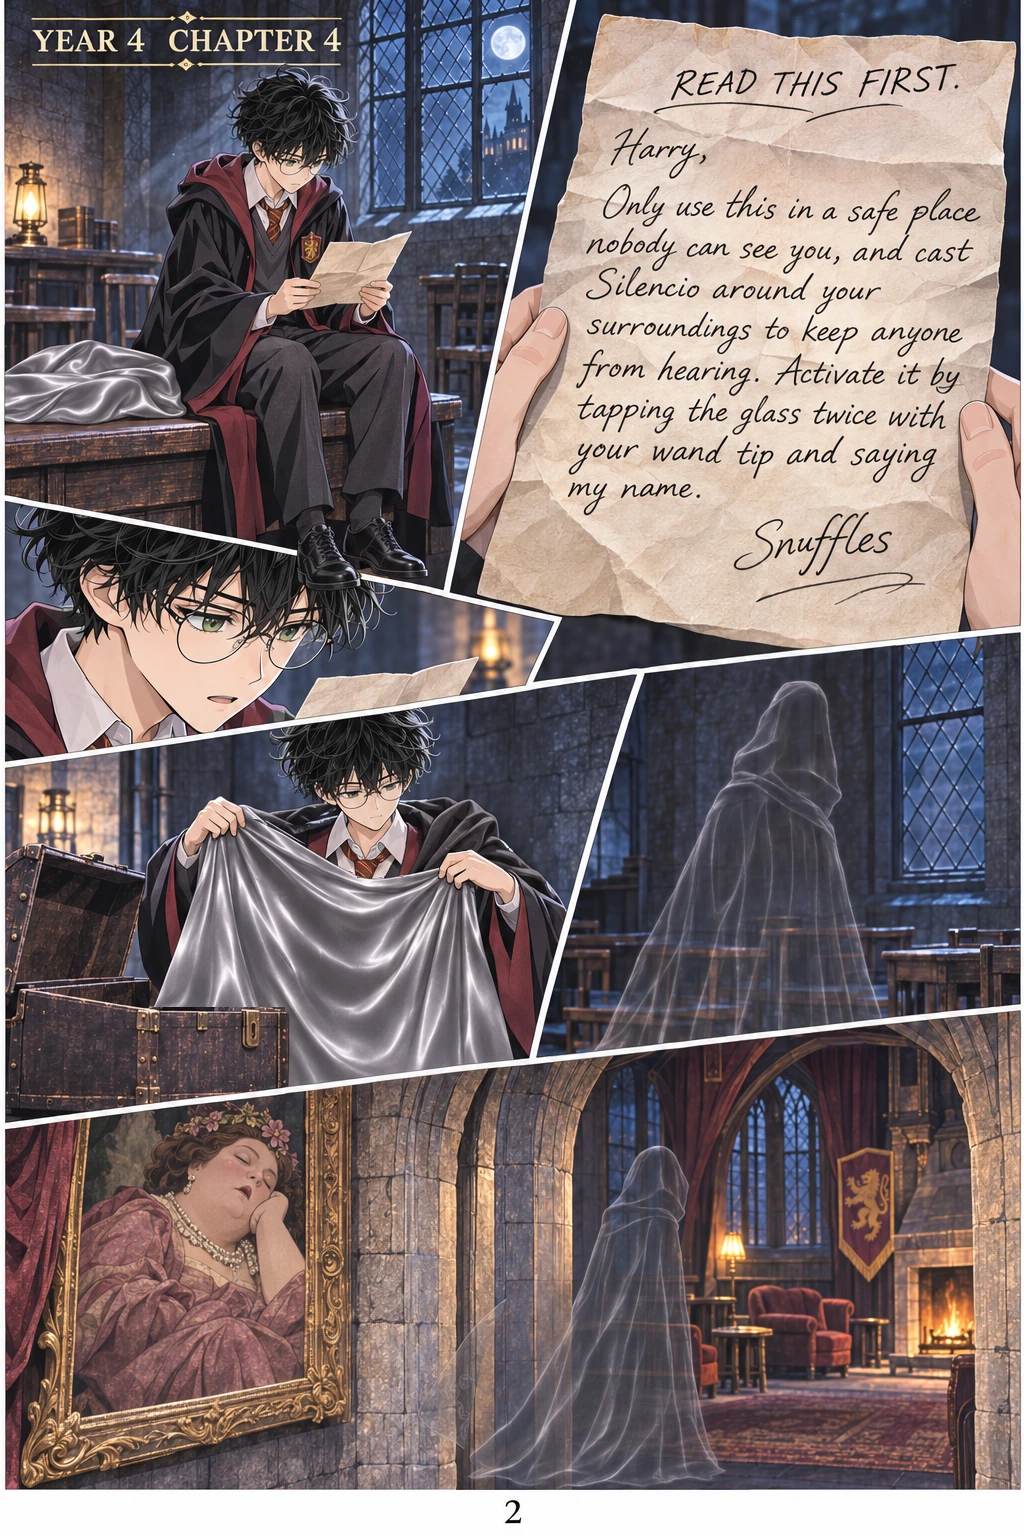 YEAR 4 CHAPTER 4
READ THIS FIRST.
Harry,
Only use this in a safe place
nobody can see you, and cast
Silencio around your
surroundings to keep anyone
from hearing. Activate it by
tapping the glass twice with
your wand tip and saying
my name.
Snuffles
2